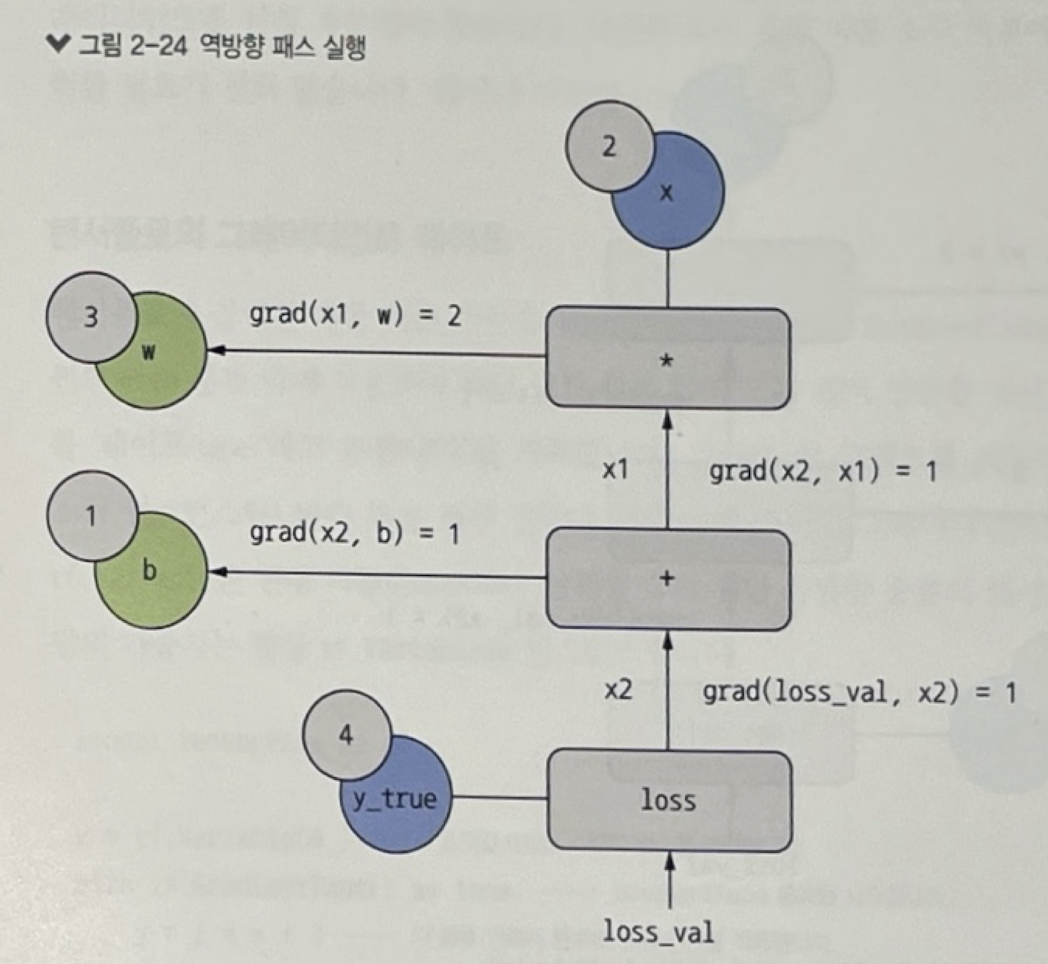 그림 2-24 역방향 패스 실행
2
x
3
w
grad(x1, w) = 2
*
x1
grad(x2, x1) = 1
1
b
grad(x2, b) = 1
+
x2
grad(loss_val, x2) = 1
4
y_true
loss
loss_val